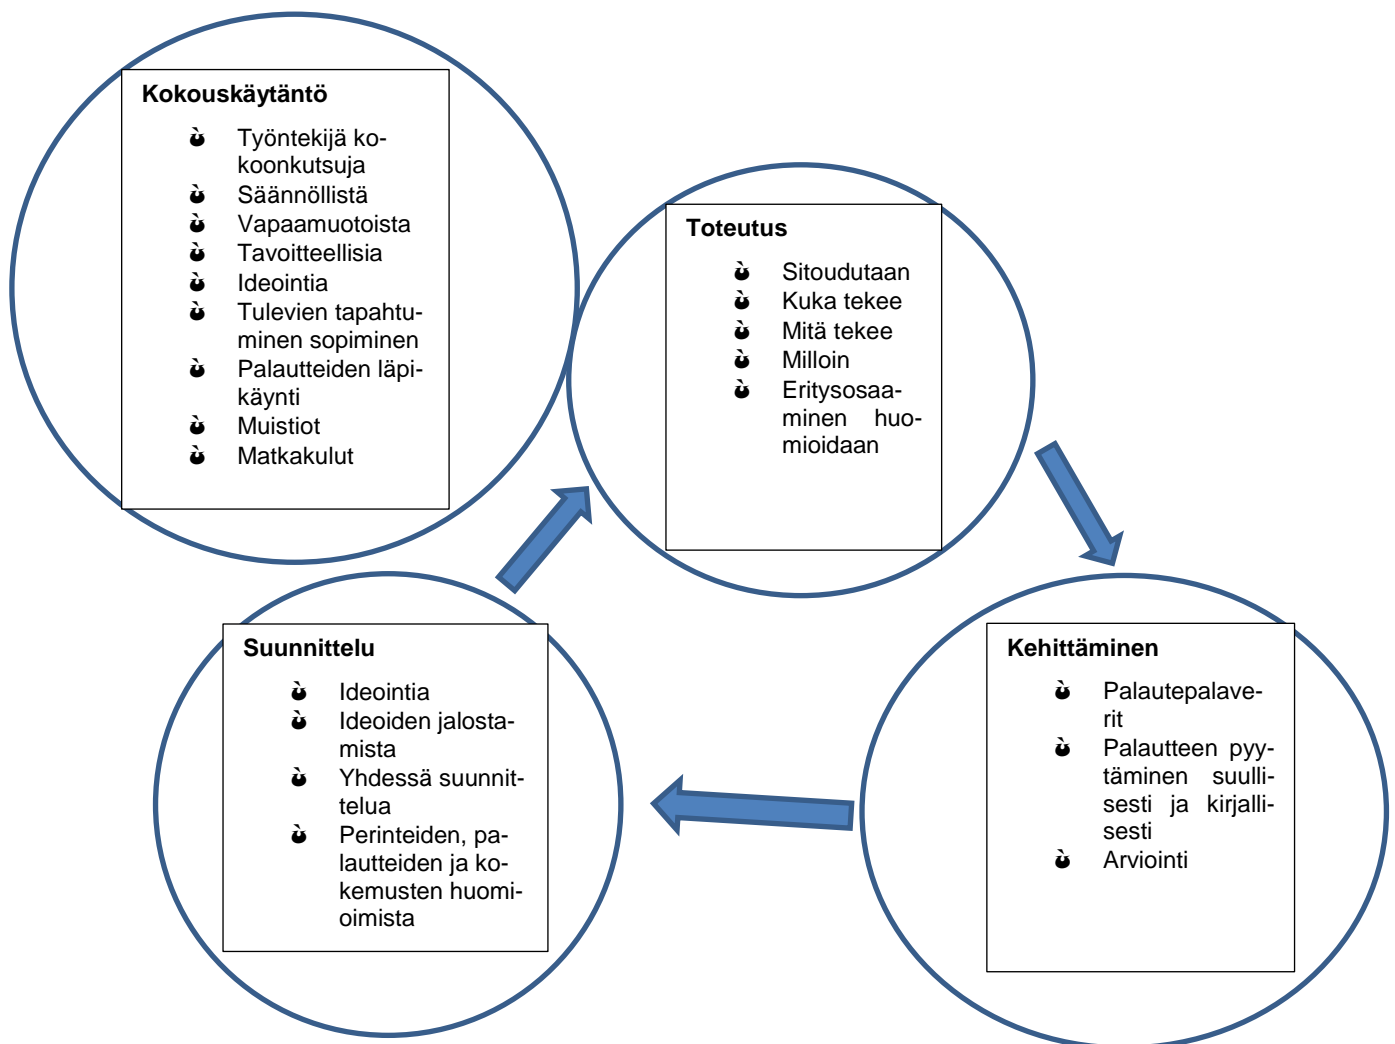 Kokouskäytäntö
ù Työntekijä ko-
koonkutsuja
ù Säännöllistä
ù Vapaamuotoista
ù Tavoitteellisia
ù Ideointia
ù Tulevien tapahtu-
minen sopiminen
ù Palautteiden läpi-
käynti
ù Muistiot
ù Matkakulut
Toteutus
ù Sitoudutaan
ù Kuka tekee
ù Mitä tekee
ù Milloin
ù Eritysosaa-
minen huo-
mioidaan
Suunnittelu
ù Ideointia
ù Ideoiden jalosta-
mista
ù Yhdessä suunnit-
telua
ù Perinteiden, pa-
lautteiden ja ko-
kemusten huomi-
oimista
Kehittäminen
ù Palautepalave-
rit
ù Palautteen pyy-
täminen suulli-
sesti ja kirjalli-
sesti
ù Arviointi